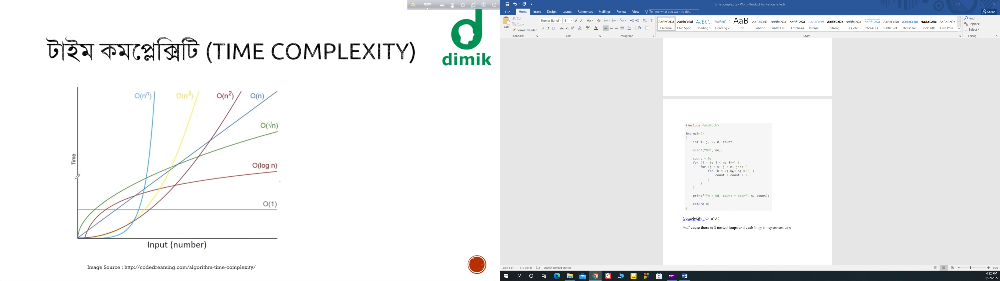 বাংলা
dimik
টাইম কমপ্লেক্সিটি (TIME COMPLEXITY)
O(nⁿ)
O(n³)
O(n²)
O(n)
O(√n)
O(log n)
O(1)
Time
Input (number)
Image Source : http://codedreaming.com/algorithm-time-complexity/
time complexity - Word (Product Activation Failed)
File Home Insert Design Layout References Mailings Review View Tell me what you want to do... Share
Paste
Cut
Copy
Format Painter
Clipboard
Shonar Bangl 18
Font
Paragraph
AaBbCcDd AaBbCcDd AaBbCc AaBbCcC AaB AaBbCcD AaBbCcDd AaBbCcDd AaBbCcDd AaBbCcDc AaBbCcDd AaBbCcDd AaBbCcDd AaBbCcDd AaBbCcDc AaBbCcDd
¶ Normal ¶ No Spac... Heading 1 Heading 2 Title Subtitle Subtle Em... Emphasis Intense E... Strong Quote Intense Q... Subtle Ref... Intense Re... Book Title ¶ List Para...
Styles
Find
Replace
Select
Editing
#include <stdio.h>
int main()
{
int i, j, k, n, count;
scanf("%d", &n);
count = 0;
for (i = 0; i < n; i++) {
for (j = 0; j < n; j++) {
for (k = 0; k < n; k++) {
count = count + 1;
}
}
}
printf("n = %d, count = %d\n", n, count);
return 0;
}
Complexity : O( n^3 )
////// cause there is 3 nested loops and each loop is dependent to n
Page 5 of 7 119 words English (United States) 80%
4:32 PM
9/22/2022